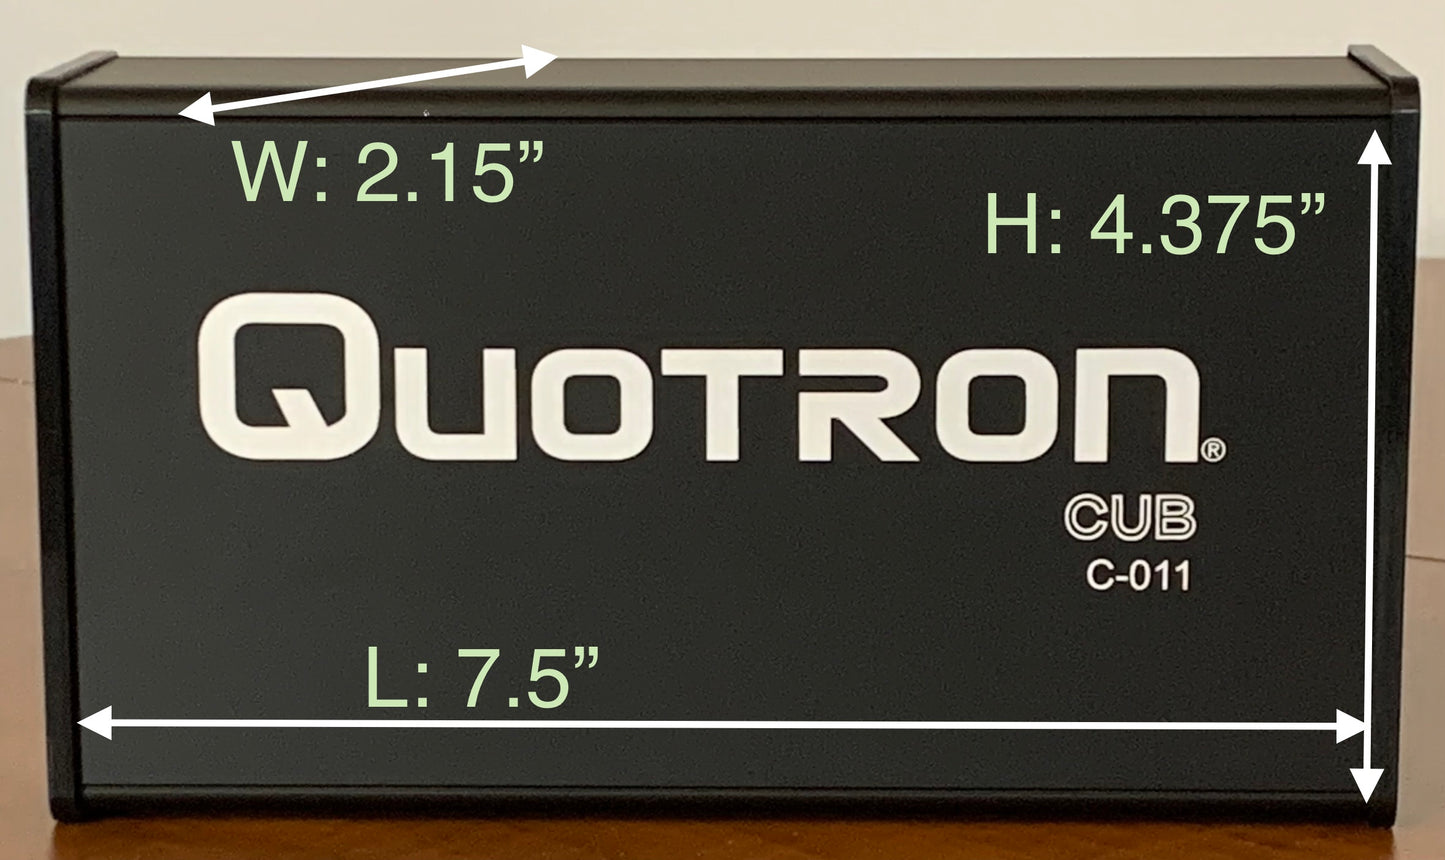 W: 2.15”
H: 4.375”
QUOTRON®
CUB
C-011
L: 7.5”